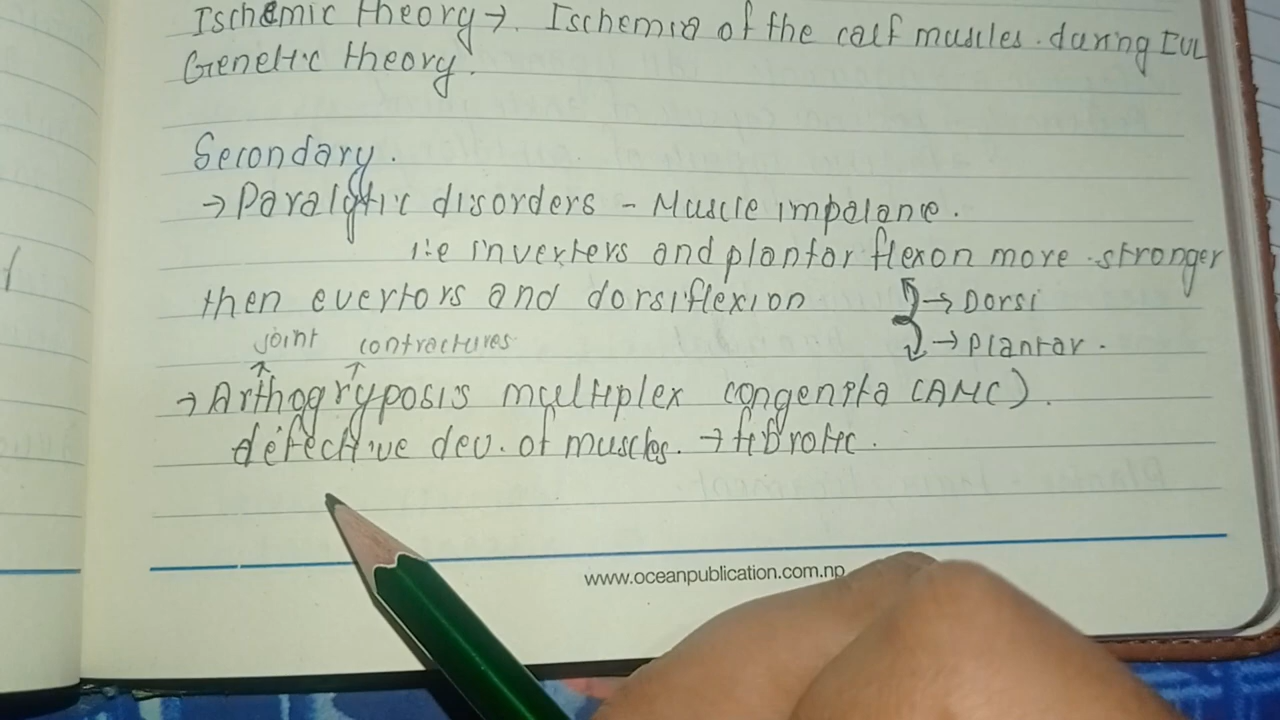 Ischemic theory → Ischemia of the calf muscles during IUL
Genetic theory.
Secondary.
→ Paralytic disorders - Muscle impalane.
i.e inverters and plantar flexon more stronger
then evertors and dorsiflexion
→ Dorsi
→ Plantar.
joint contractures
→ Arthogryposis multiplex congenita (AMC).
defective dev. of muscles. → fibrotic.
www.oceanpublication.com.np